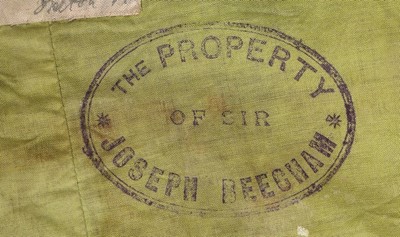 THE PROPERTY
OF SIR
* JOSEPH BEECHAM *